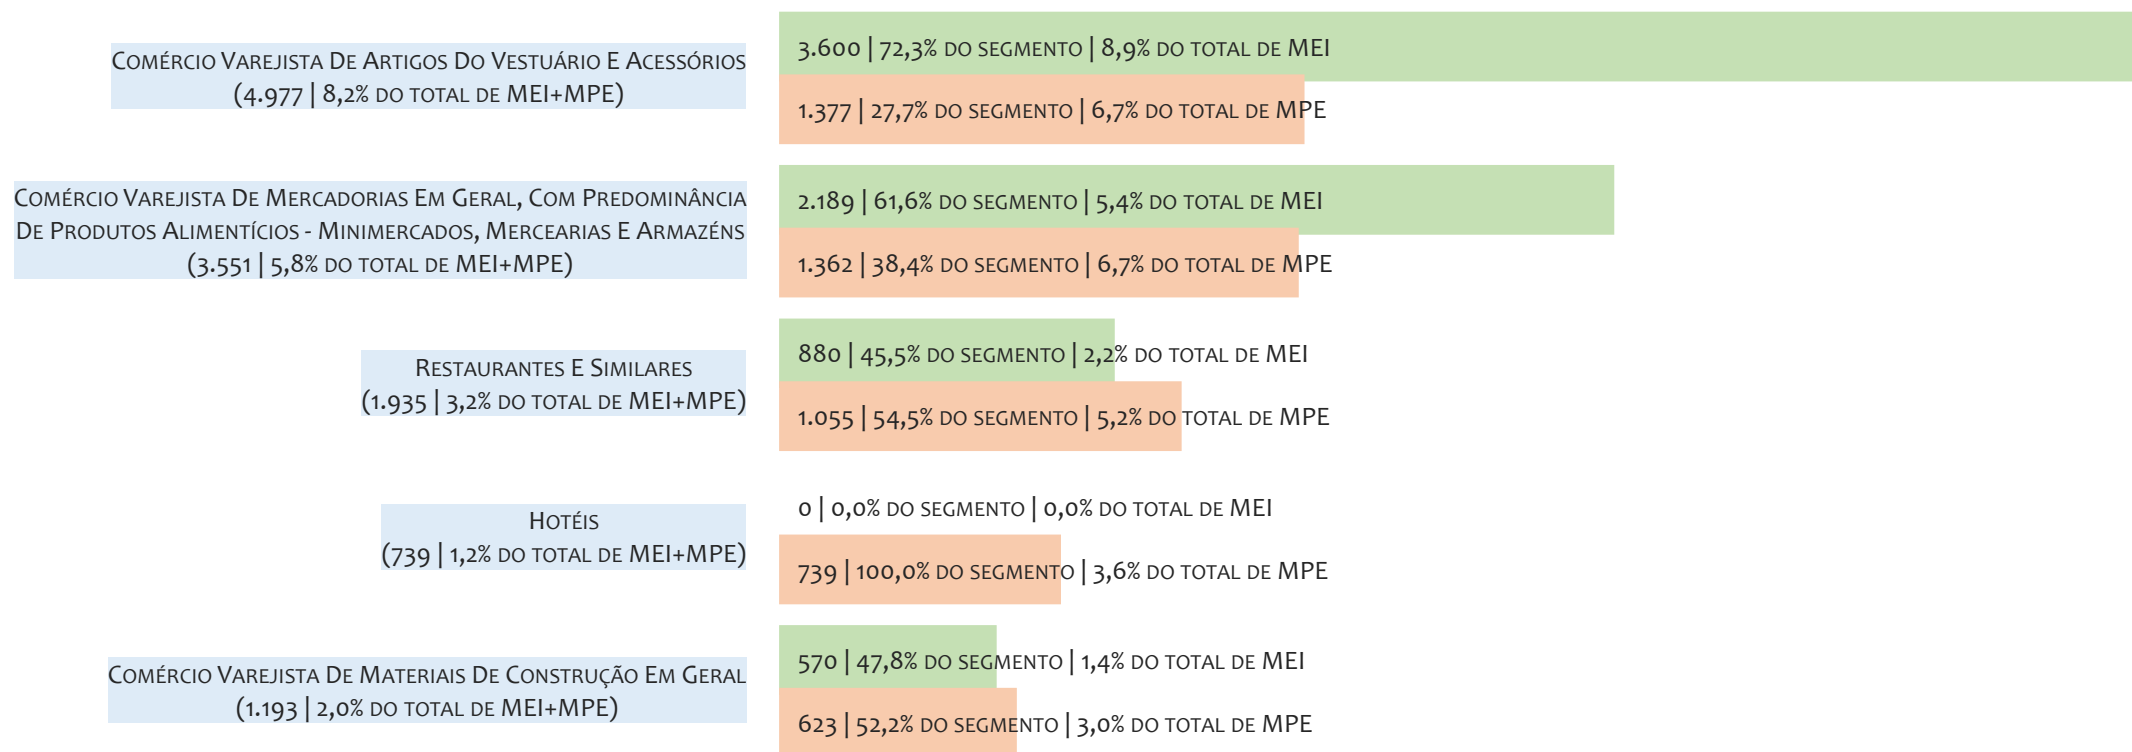 Comércio Varejista De Artigos Do Vestuário E Acessórios
(4.977 | 8,2% do total de MEI+MPE)
3.600 | 72,3% do segmento | 8,9% do total de MEI
1.377 | 27,7% do segmento | 6,7% do total de MPE
Comércio Varejista De Mercadorias Em Geral, Com Predominância
De Produtos Alimentícios - Minimercados, Mercearias E Armazéns
(3.551 | 5,8% do total de MEI+MPE)
2.189 | 61,6% do segmento | 5,4% do total de MEI
1.362 | 38,4% do segmento | 6,7% do total de MPE
Restaurantes E Similares
(1.935 | 3,2% do total de MEI+MPE)
880 | 45,5% do segmento | 2,2% do total de MEI
1.055 | 54,5% do segmento | 5,2% do total de MPE
Hotéis
(739 | 1,2% do total de MEI+MPE)
0 | 0,0% do segmento | 0,0% do total de MEI
739 | 100,0% do segmento | 3,6% do total de MPE
Comércio Varejista De Materiais De Construção Em Geral
(1.193 | 2,0% do total de MEI+MPE)
570 | 47,8% do segmento | 1,4% do total de MEI
623 | 52,2% do segmento | 3,0% do total de MPE